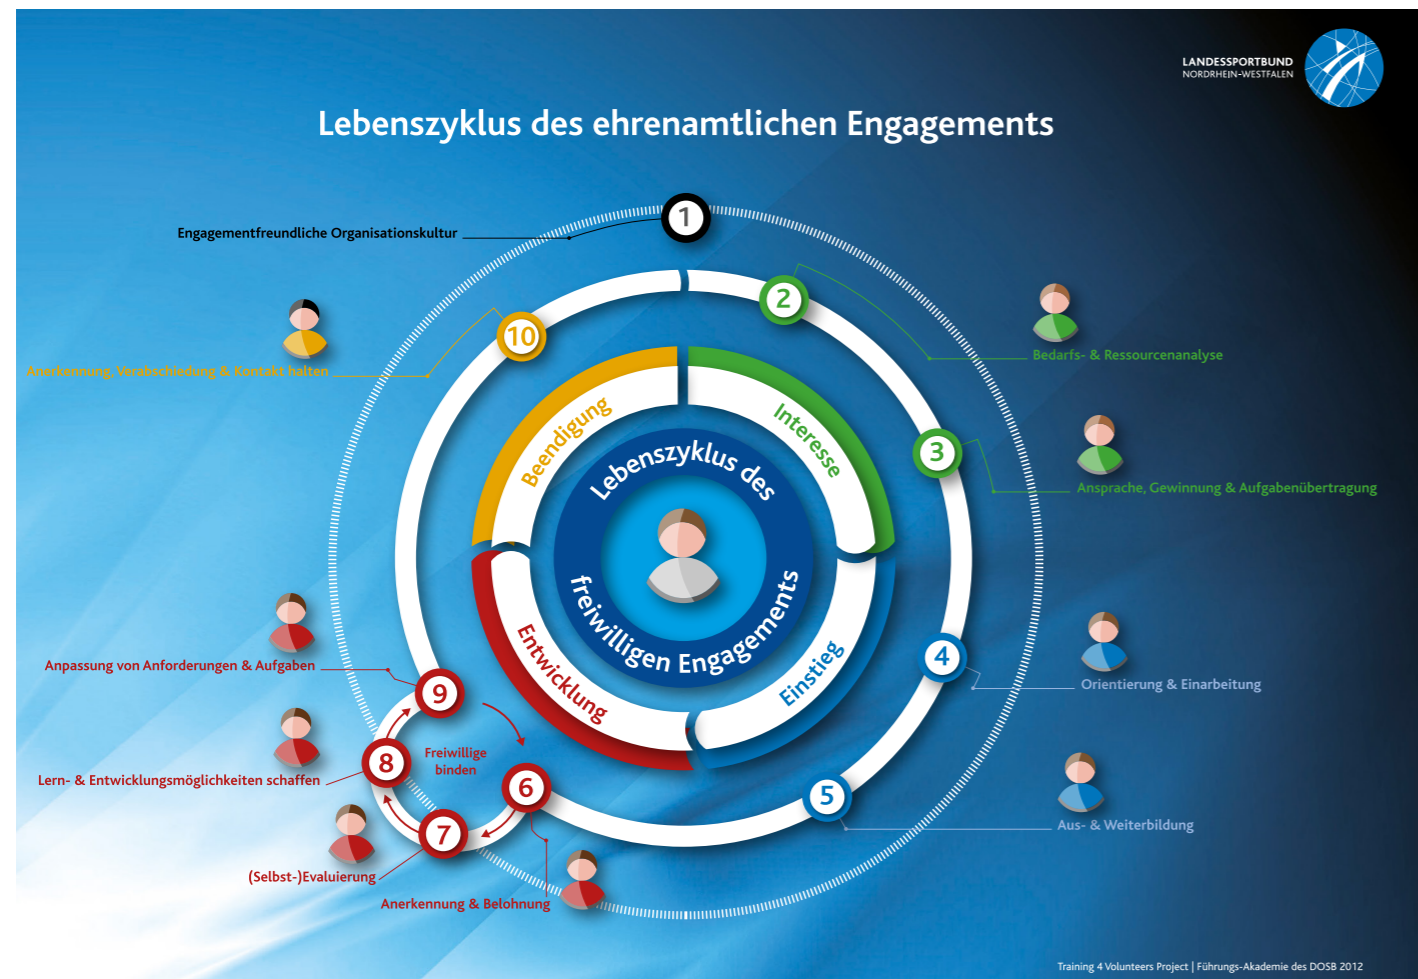 LANDESSPORTBUND
NORDRHEIN-WESTFALEN
Lebenszyklus des ehrenamtlichen Engagements
1
Engagementfreundliche Organisationskultur
2
Bedarfs- & Ressourcenanalyse
10
Anerkennung, Verabschiedung & Kontakt halten
3
Ansprache, Gewinnung & Aufgabenübertragung
Beendigung
Interesse
Lebenszyklus des
freiwilligen Engagements
Entwicklung
Einstieg
4
Orientierung & Einarbeitung
9
Anpassung von Anforderungen & Aufgaben
Freiwillige
binden
8
Lern- & Entwicklungsmöglichkeiten schaffen
6
5
Aus- & Weiterbildung
7
(Selbst-)Evaluierung
Anerkennung & Belohnung
Training 4 Volunteers Project | Führungs-Akademie des DOSB 2012